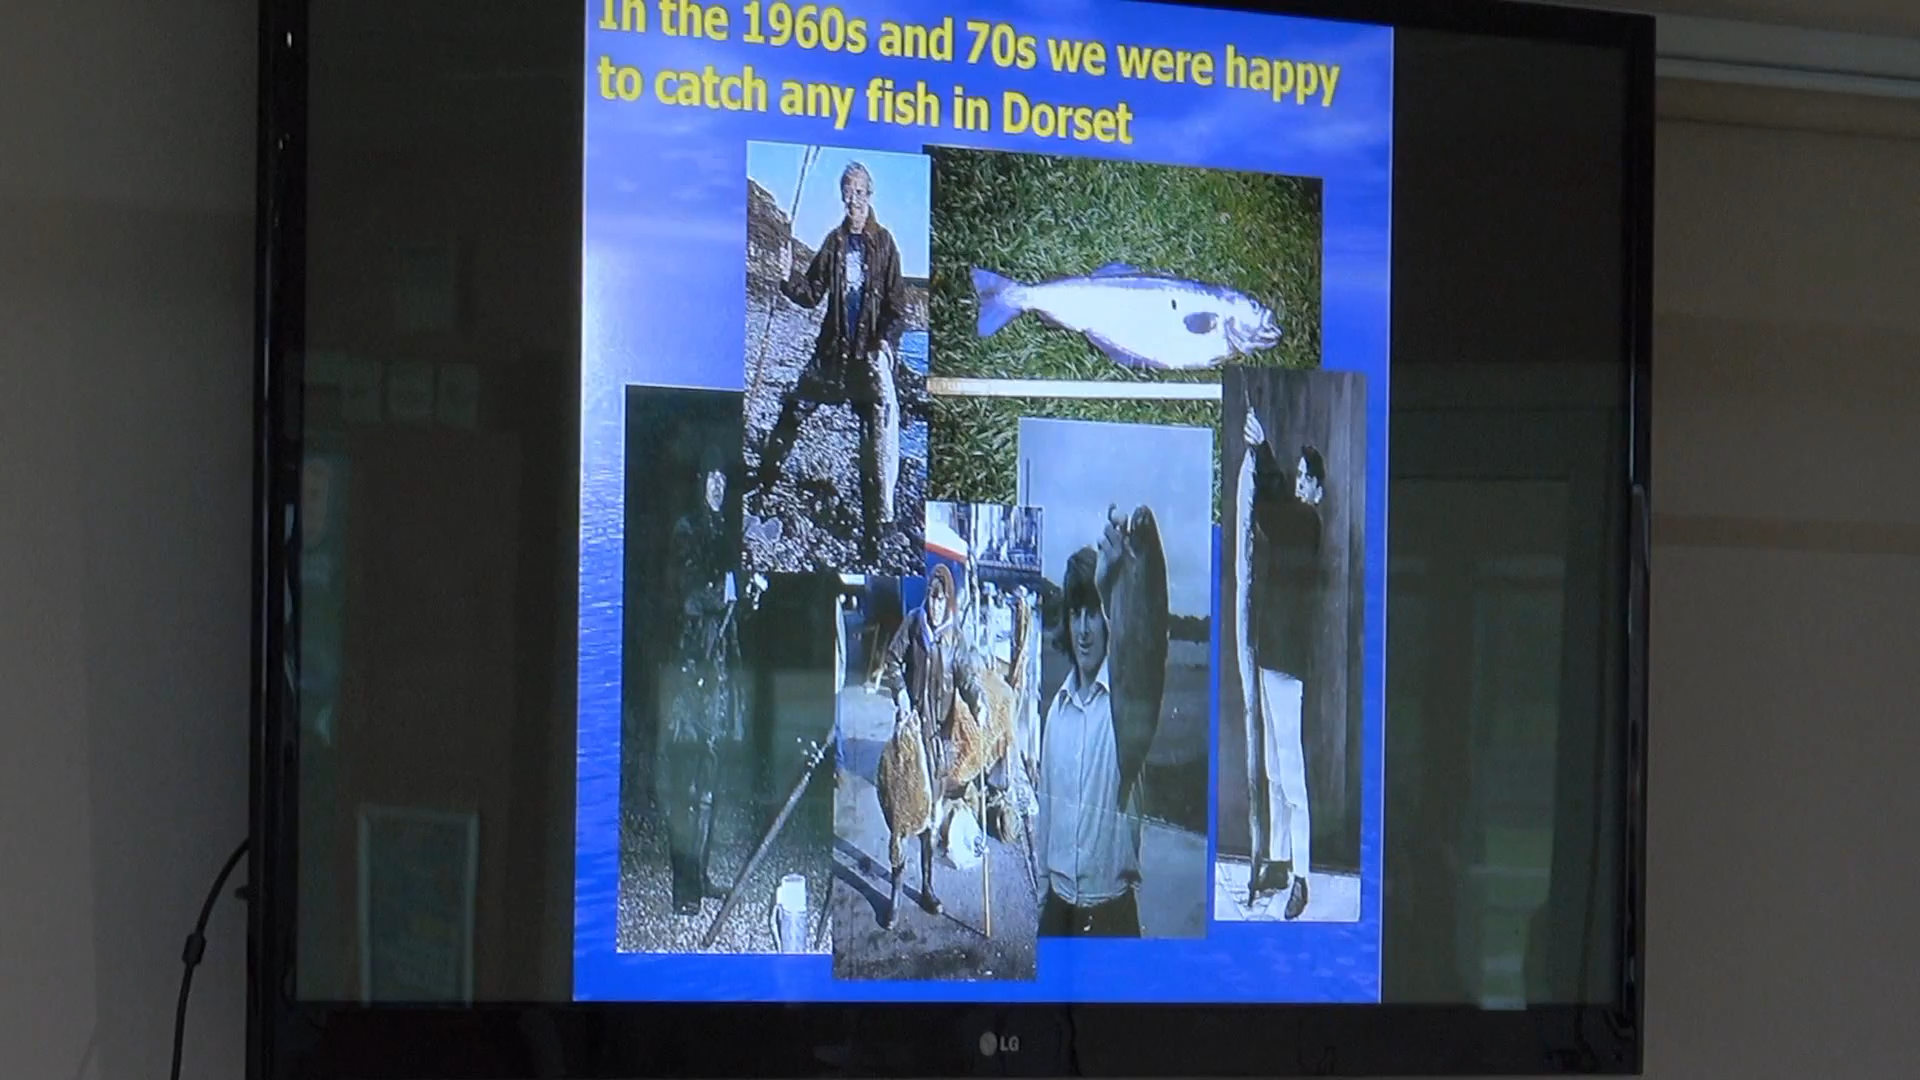 In the 1960s and 70s we were happy
to catch any fish in Dorset
LG